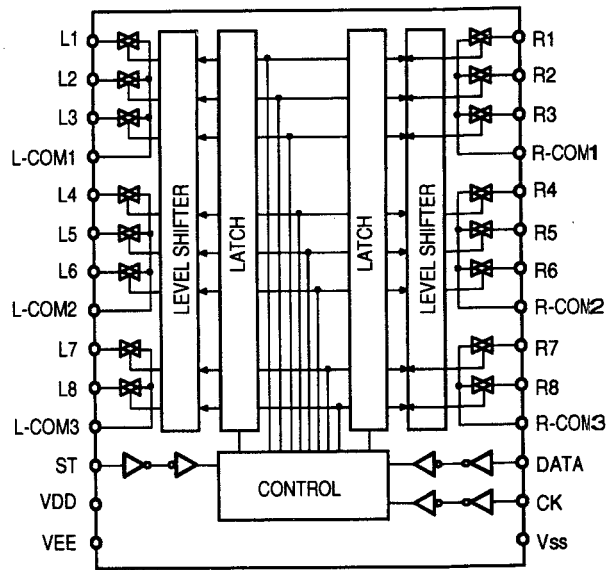 L1
L2
L3
L-COM1
L4
L5
L6
L-COM2
L7
L8
L-COM3
ST
VDD
VEE
LEVEL SHIFTER
LATCH
LATCH
LEVEL SHIFTER
CONTROL
R1
R2
R3
R-COM1
R4
R5
R6
R-COM2
R7
R8
R-COM3
DATA
CK
Vss